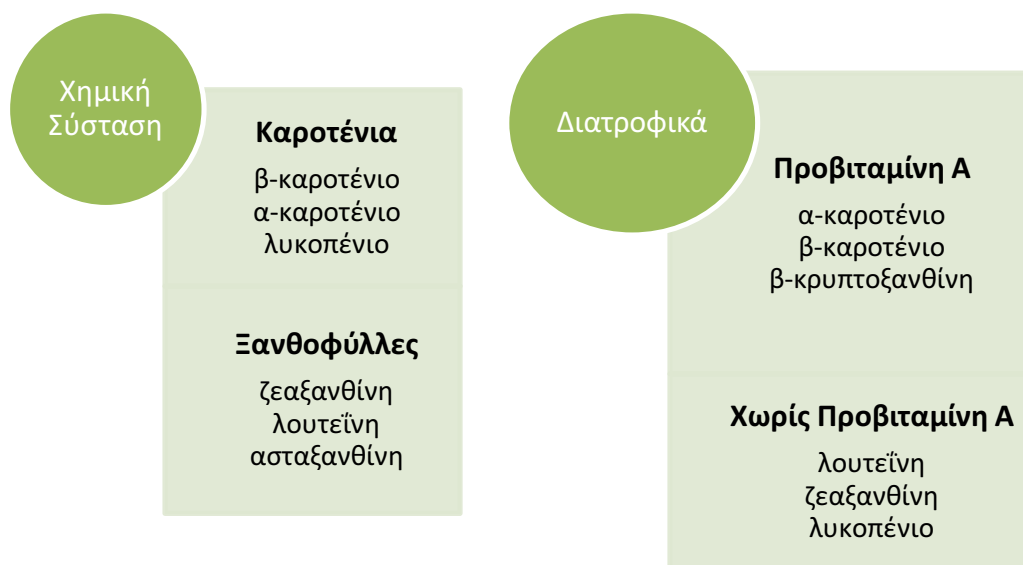 Χημική
Σύσταση
Καροτένια
β-καροτένιο
α-καροτένιο
λυκοπένιο
Ξανθοφύλλες
ζεαξανθίνη
λουτεΐνη
ασταξανθίνη
Διατροφικά
Προβιταμίνη Α
α-καροτένιο
β-καροτένιο
β-κρυπτοξανθίνη
Χωρίς Προβιταμίνη Α
λουτεΐνη
ζεαξανθίνη
λυκοπένιο